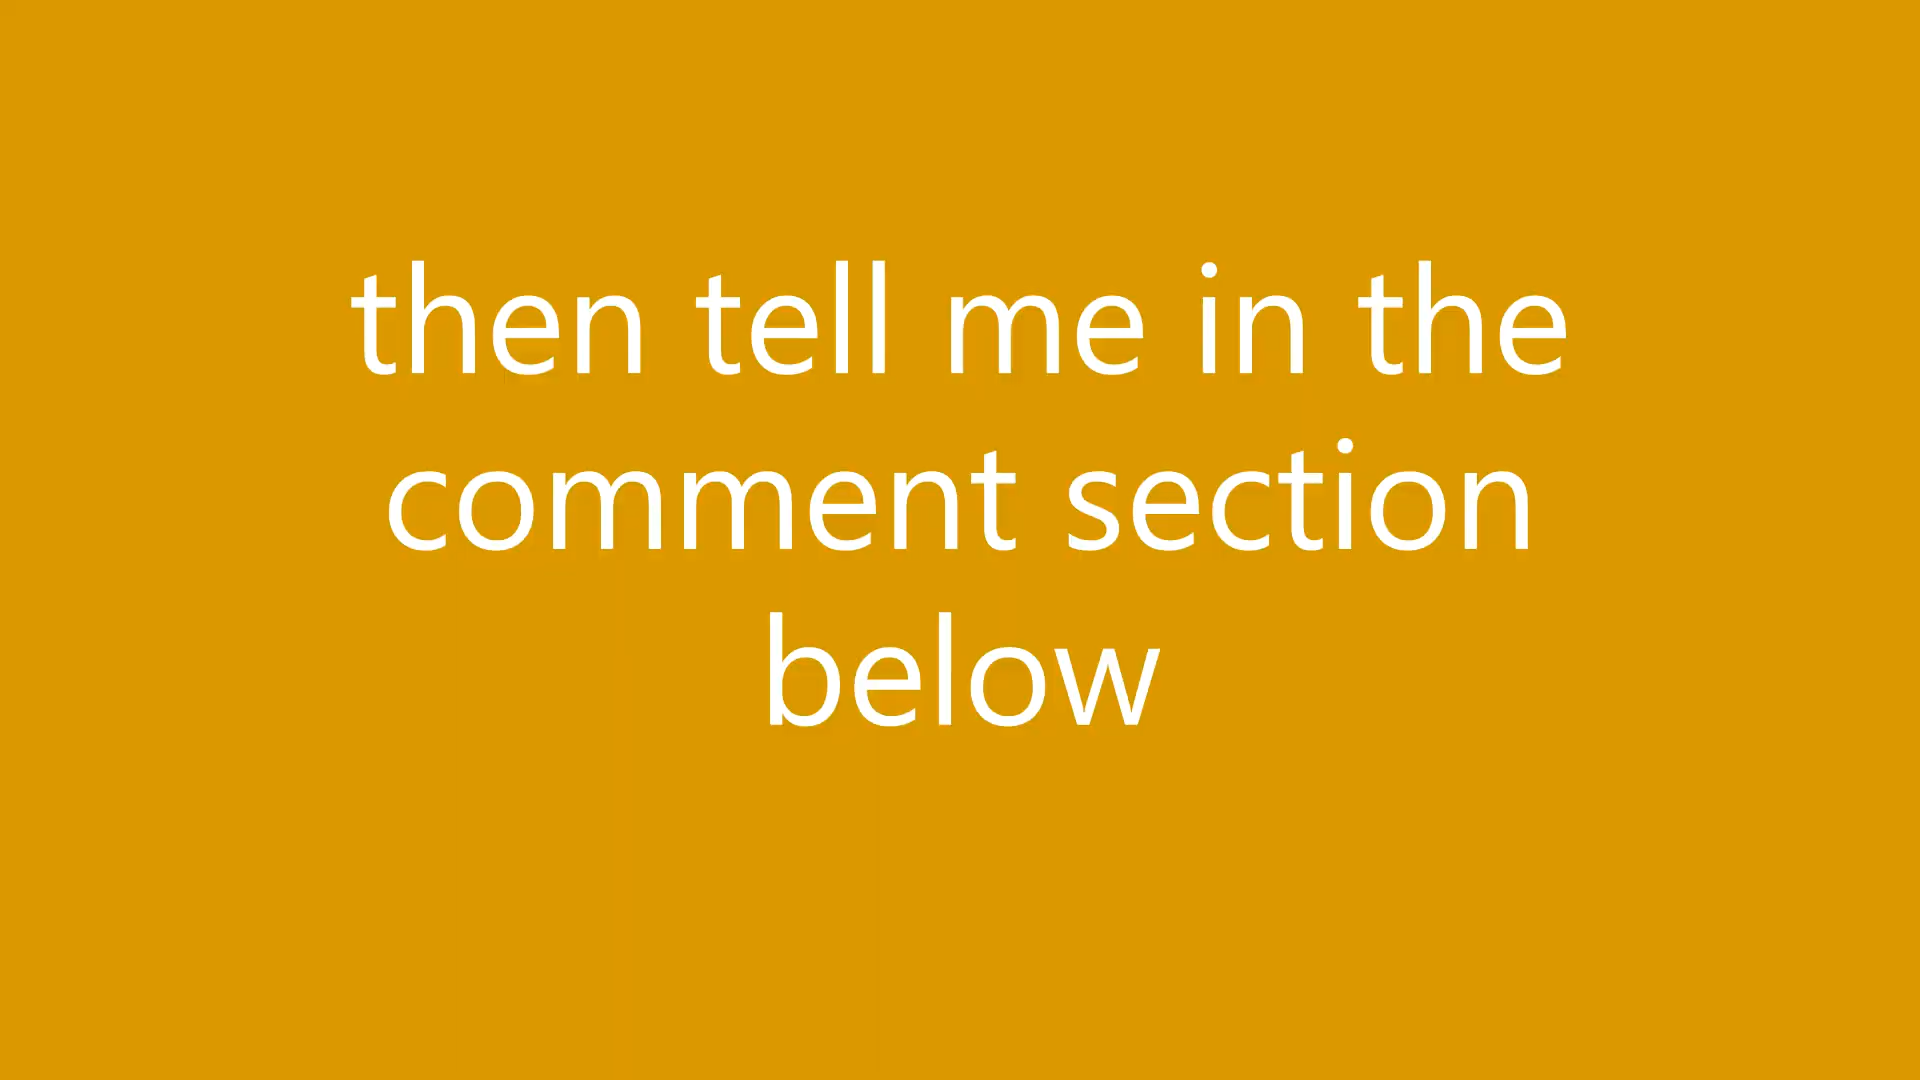 then tell me in the
comment section
below